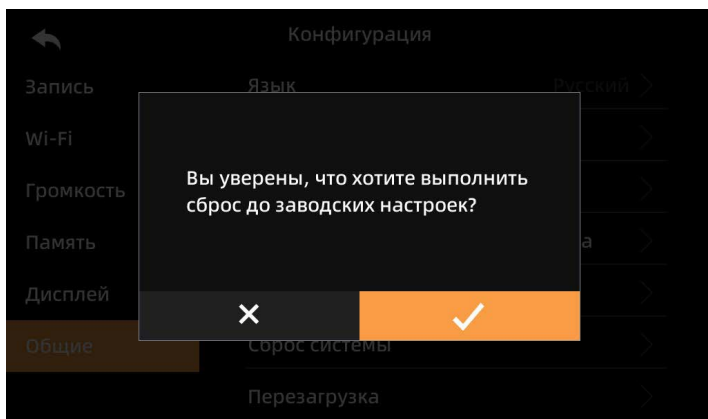 Конфигурация
Запись
Язык
Русский
Wi-Fi
Громкость
Вы уверены, что хотите выполнить
сброс до заводских настроек?
Память
а
Дисплей
Общие
Сброс системы
Перезагрузка